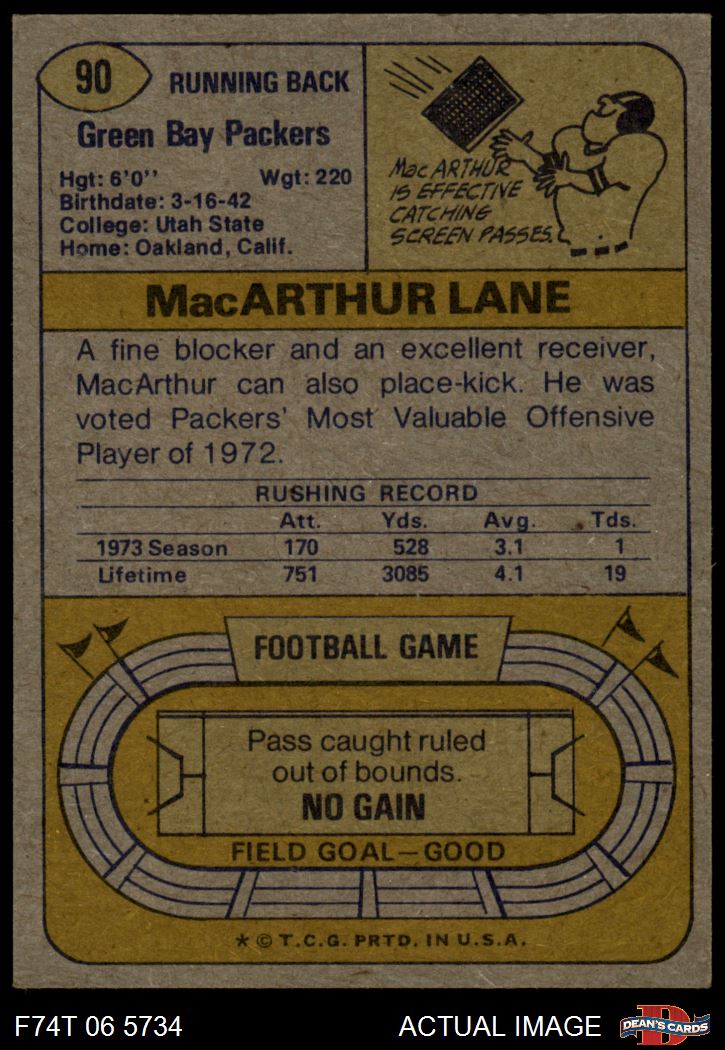 90
RUNNING BACK
Green Bay Packers
Hgt: 6'0'' Wgt: 220
Birthdate: 3-16-42
College: Utah State
Home: Oakland, Calif.
MacARTHUR
IS EFFECTIVE
CATCHING
SCREEN PASSES.
MacARTHUR LANE
A fine blocker and an excellent receiver,
MacArthur can also place-kick. He was
voted Packers' Most Valuable Offensive
Player of 1972.
RUSHING RECORD
Att. Yds. Avg. Tds.
1973 Season 170 528 3.1 1
Lifetime 751 3085 4.1 19
FOOTBALL GAME
Pass caught ruled
out of bounds.
NO GAIN
FIELD GOAL—GOOD
* © T.C.G. PRTD. IN U.S.A.
F74T 06 5734 ACTUAL IMAGE
D
DEAN'S CARDS